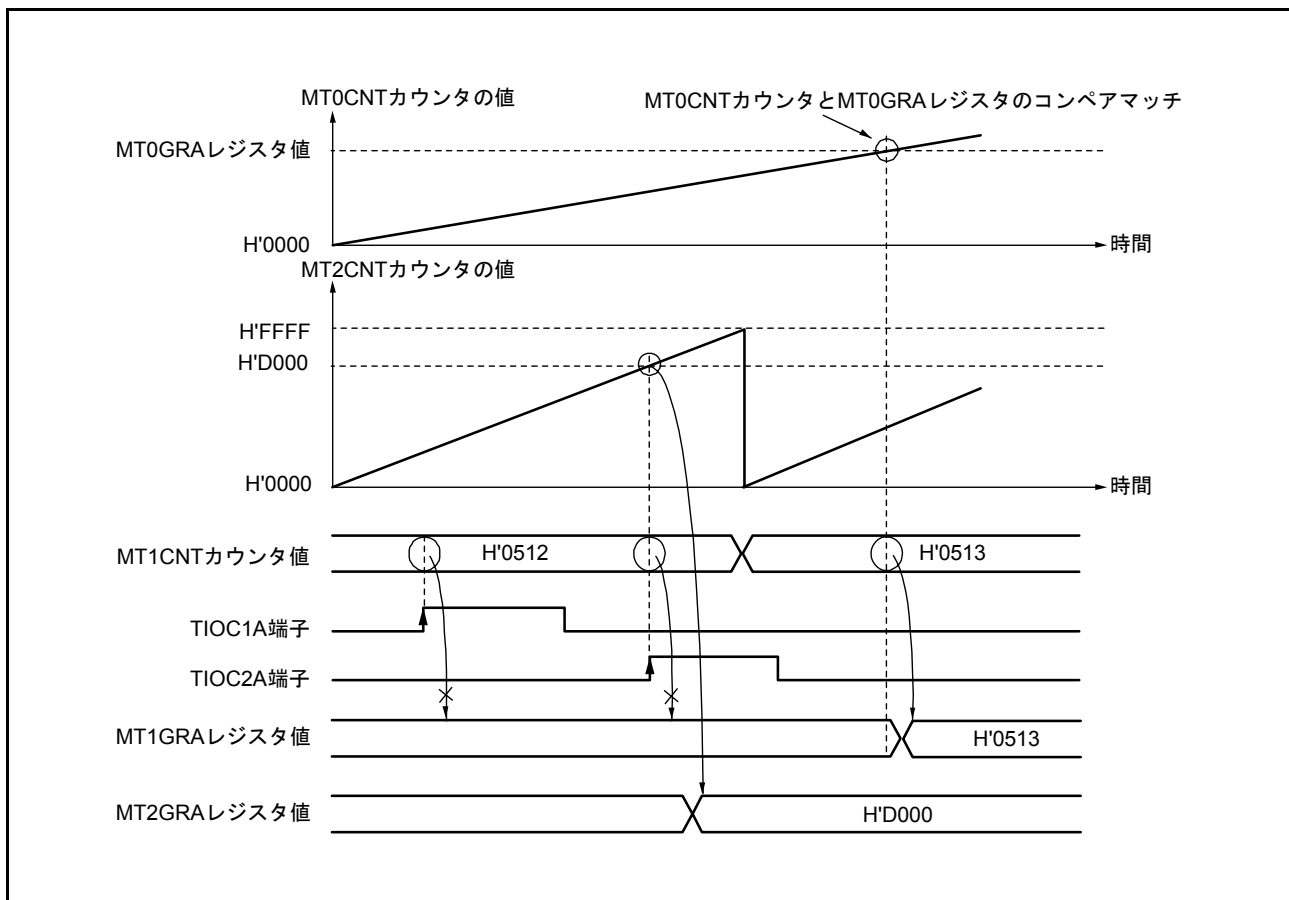 MT0CNTカウンタの値
MT0CNTカウンタとMT0GRAレジスタのコンペアマッチ
MT0GRAレジスタ値
H'0000
時間
MT2CNTカウンタの値
H'FFFF
H'D000
H'0000
時間
MT1CNTカウンタ値
H'0512
H'0513
TIOC1A端子
TIOC2A端子
MT1GRAレジスタ値
H'0513
MT2GRAレジスタ値
H'D000